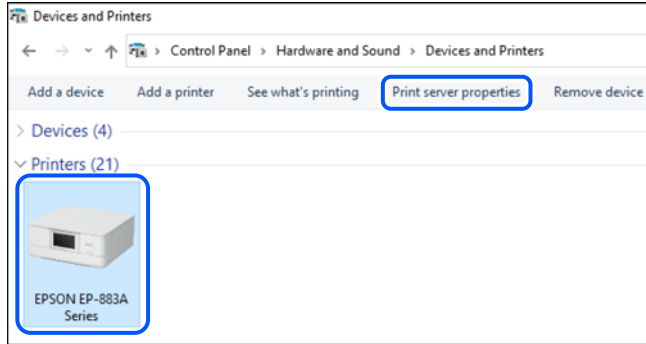 Devices and Printers
Control Panel > Hardware and Sound > Devices and Printers
Add a device Add a printer See what's printing Print server properties Remove device
Devices (4)
Printers (21)
EPSON EP-883A
Series